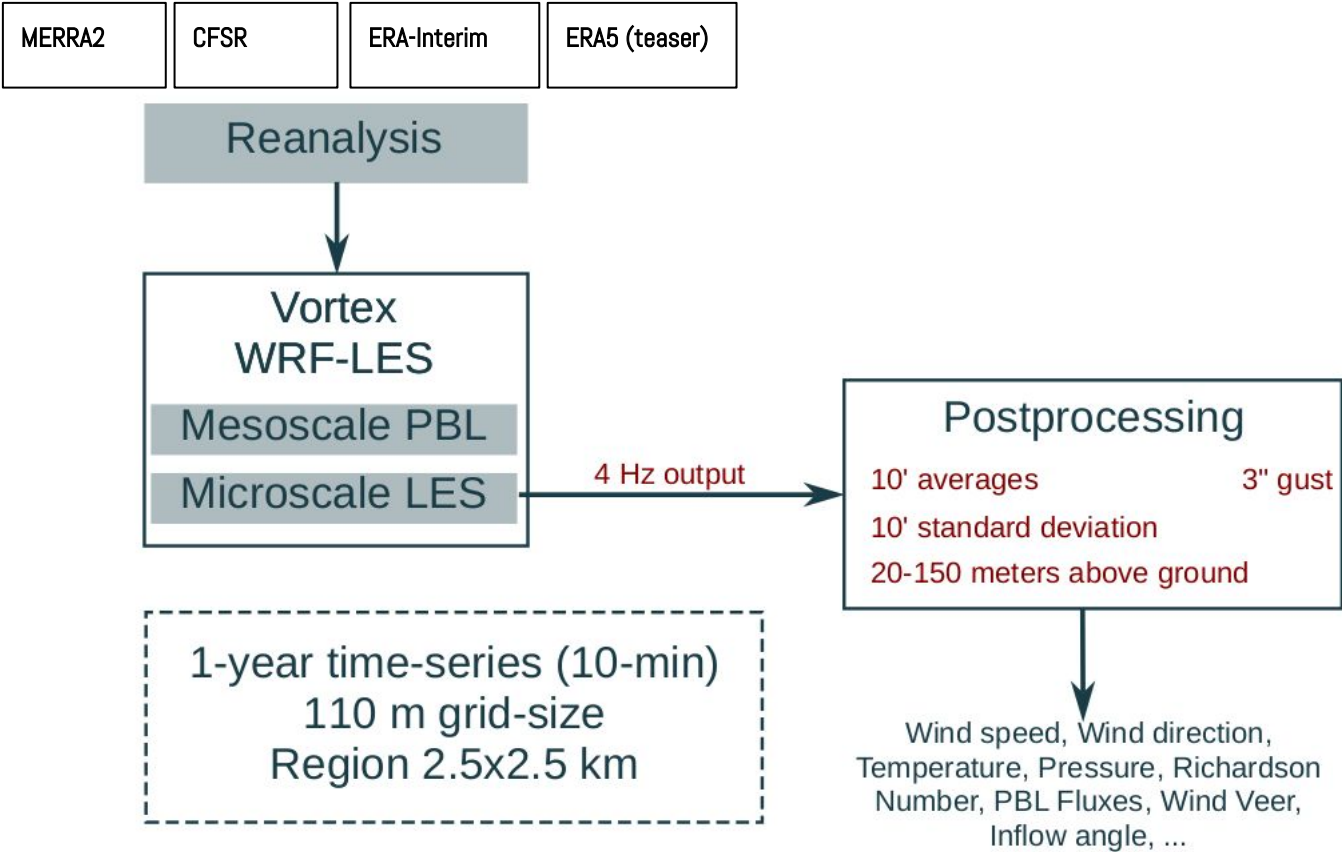 MERRA2
CFSR
ERA-Interim
ERA5 (teaser)
Reanalysis
Vortex
WRF-LES
Mesoscale PBL
Microscale LES
4 Hz output
Postprocessing
10' averages
3" gust
10' standard deviation
20-150 meters above ground
1-year time-series (10-min)
110 m grid-size
Region 2.5x2.5 km
Wind speed, Wind direction,
Temperature, Pressure, Richardson
Number, PBL Fluxes, Wind Veer,
Inflow angle, ...